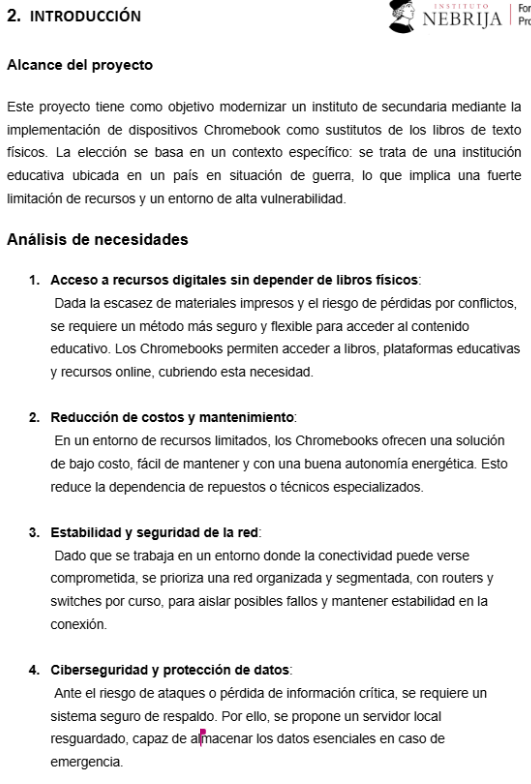 2. INTRODUCCIÓN
INSTITUTO
NEBRIJA
For
Pro
Alcance del proyecto
Este proyecto tiene como objetivo modernizar un instituto de secundaria mediante la
implementación de dispositivos Chromebook como sustitutos de los libros de texto
físicos. La elección se basa en un contexto específico: se trata de una institución
educativa ubicada en un país en situación de guerra, lo que implica una fuerte
limitación de recursos y un entorno de alta vulnerabilidad.
Análisis de necesidades
1. Acceso a recursos digitales sin depender de libros físicos:
Dada la escasez de materiales impresos y el riesgo de pérdidas por conflictos,
se requiere un método más seguro y flexible para acceder al contenido
educativo. Los Chromebooks permiten acceder a libros, plataformas educativas
y recursos online, cubriendo esta necesidad.
2. Reducción de costos y mantenimiento:
En un entorno de recursos limitados, los Chromebooks ofrecen una solución
de bajo costo, fácil de mantener y con una buena autonomía energética. Esto
reduce la dependencia de repuestos o técnicos especializados.
3. Estabilidad y seguridad de la red:
Dado que se trabaja en un entorno donde la conectividad puede verse
comprometida, se prioriza una red organizada y segmentada, con routers y
switches por curso, para aislar posibles fallos y mantener estabilidad en la
conexión.
4. Ciberseguridad y protección de datos:
Ante el riesgo de ataques o pérdida de información crítica, se requiere un
sistema seguro de respaldo. Por ello, se propone un servidor local
resguardado, capaz de almacenar los datos esenciales en caso de
emergencia.